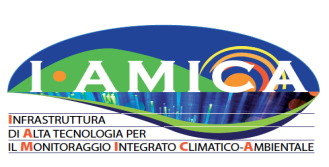 I·AMICA
INFRASTRUTTURA
DI ALTA TECNOLOGIA PER
IL MONITORAGGIO INTEGRATO CLIMATICO-AMBIENTALE